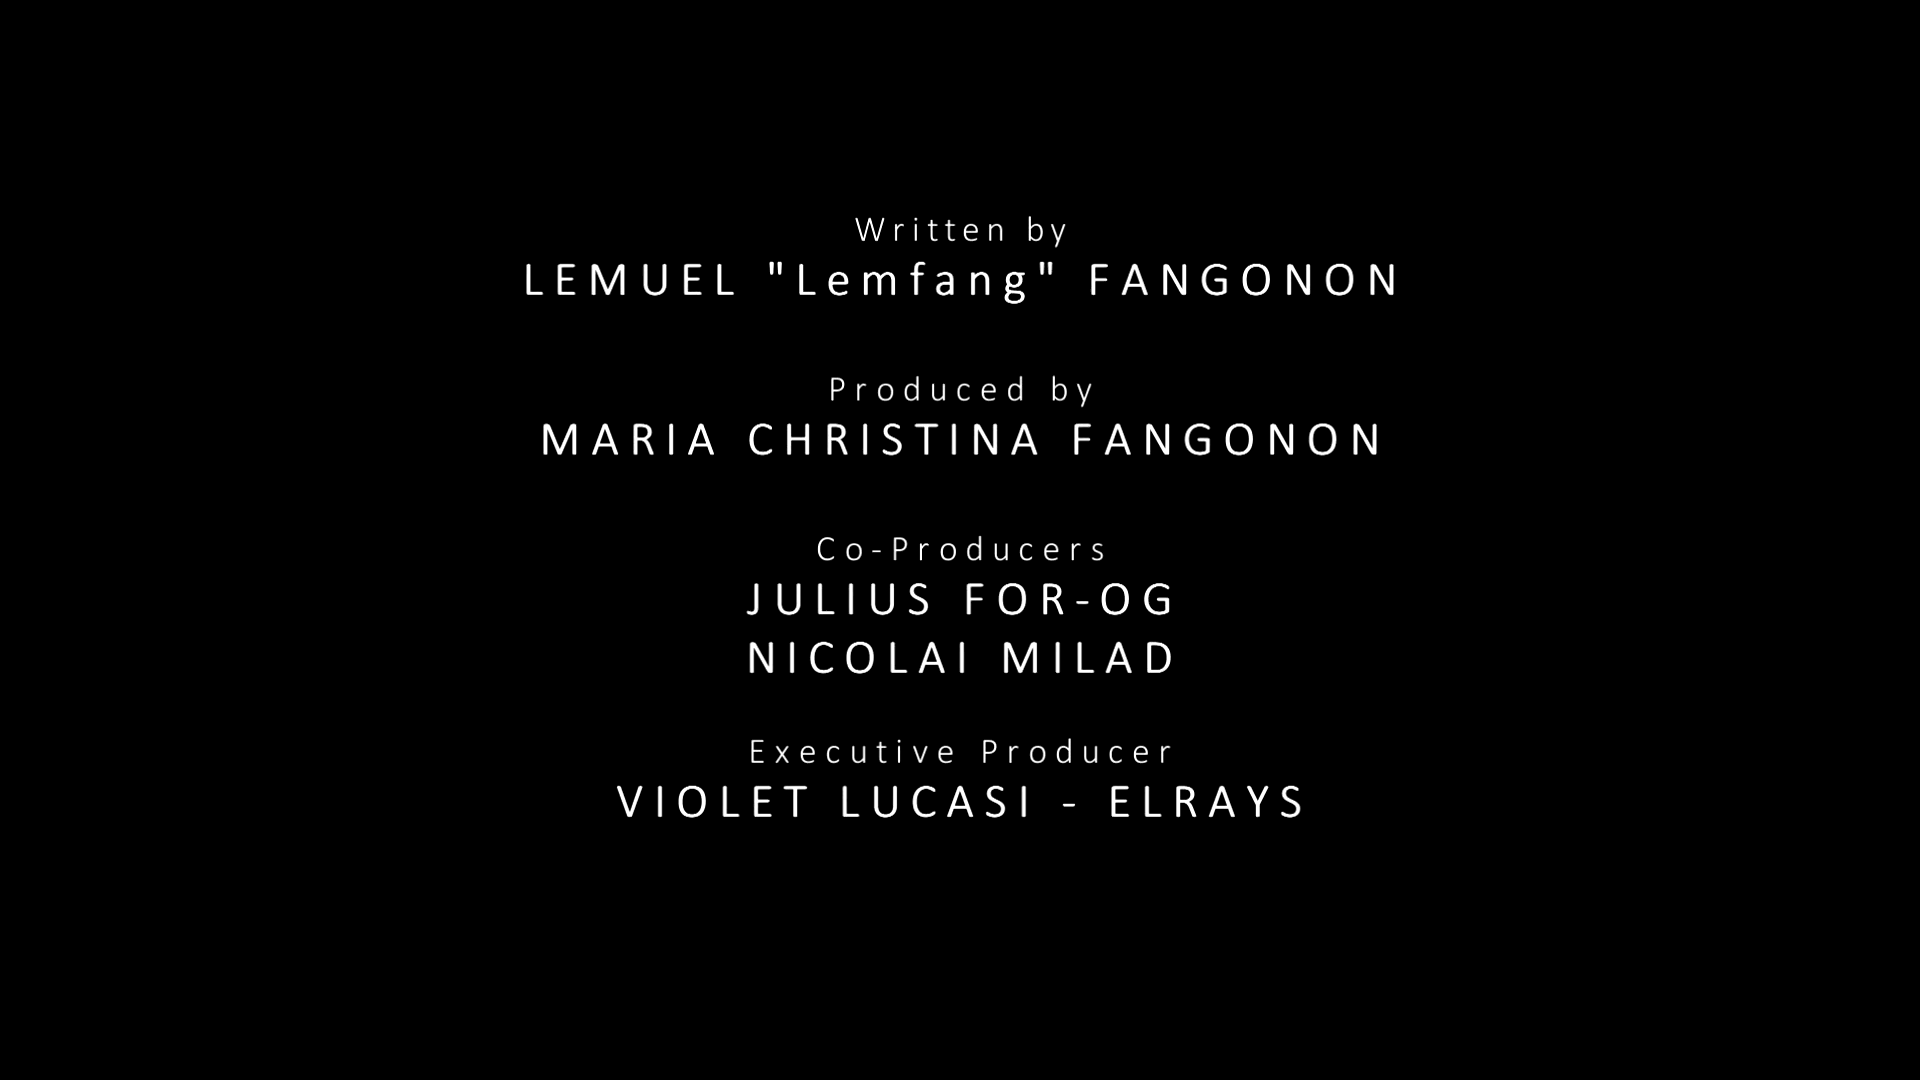 Written by
LEMUEL "Lemfang" FANGONON
Produced by
MARIA CHRISTINA FANGONON
Co-Producers
JULIUS FOR-OG
NICOLAI MILAD
Executive Producer
VIOLET LUCASI - ELRAYS